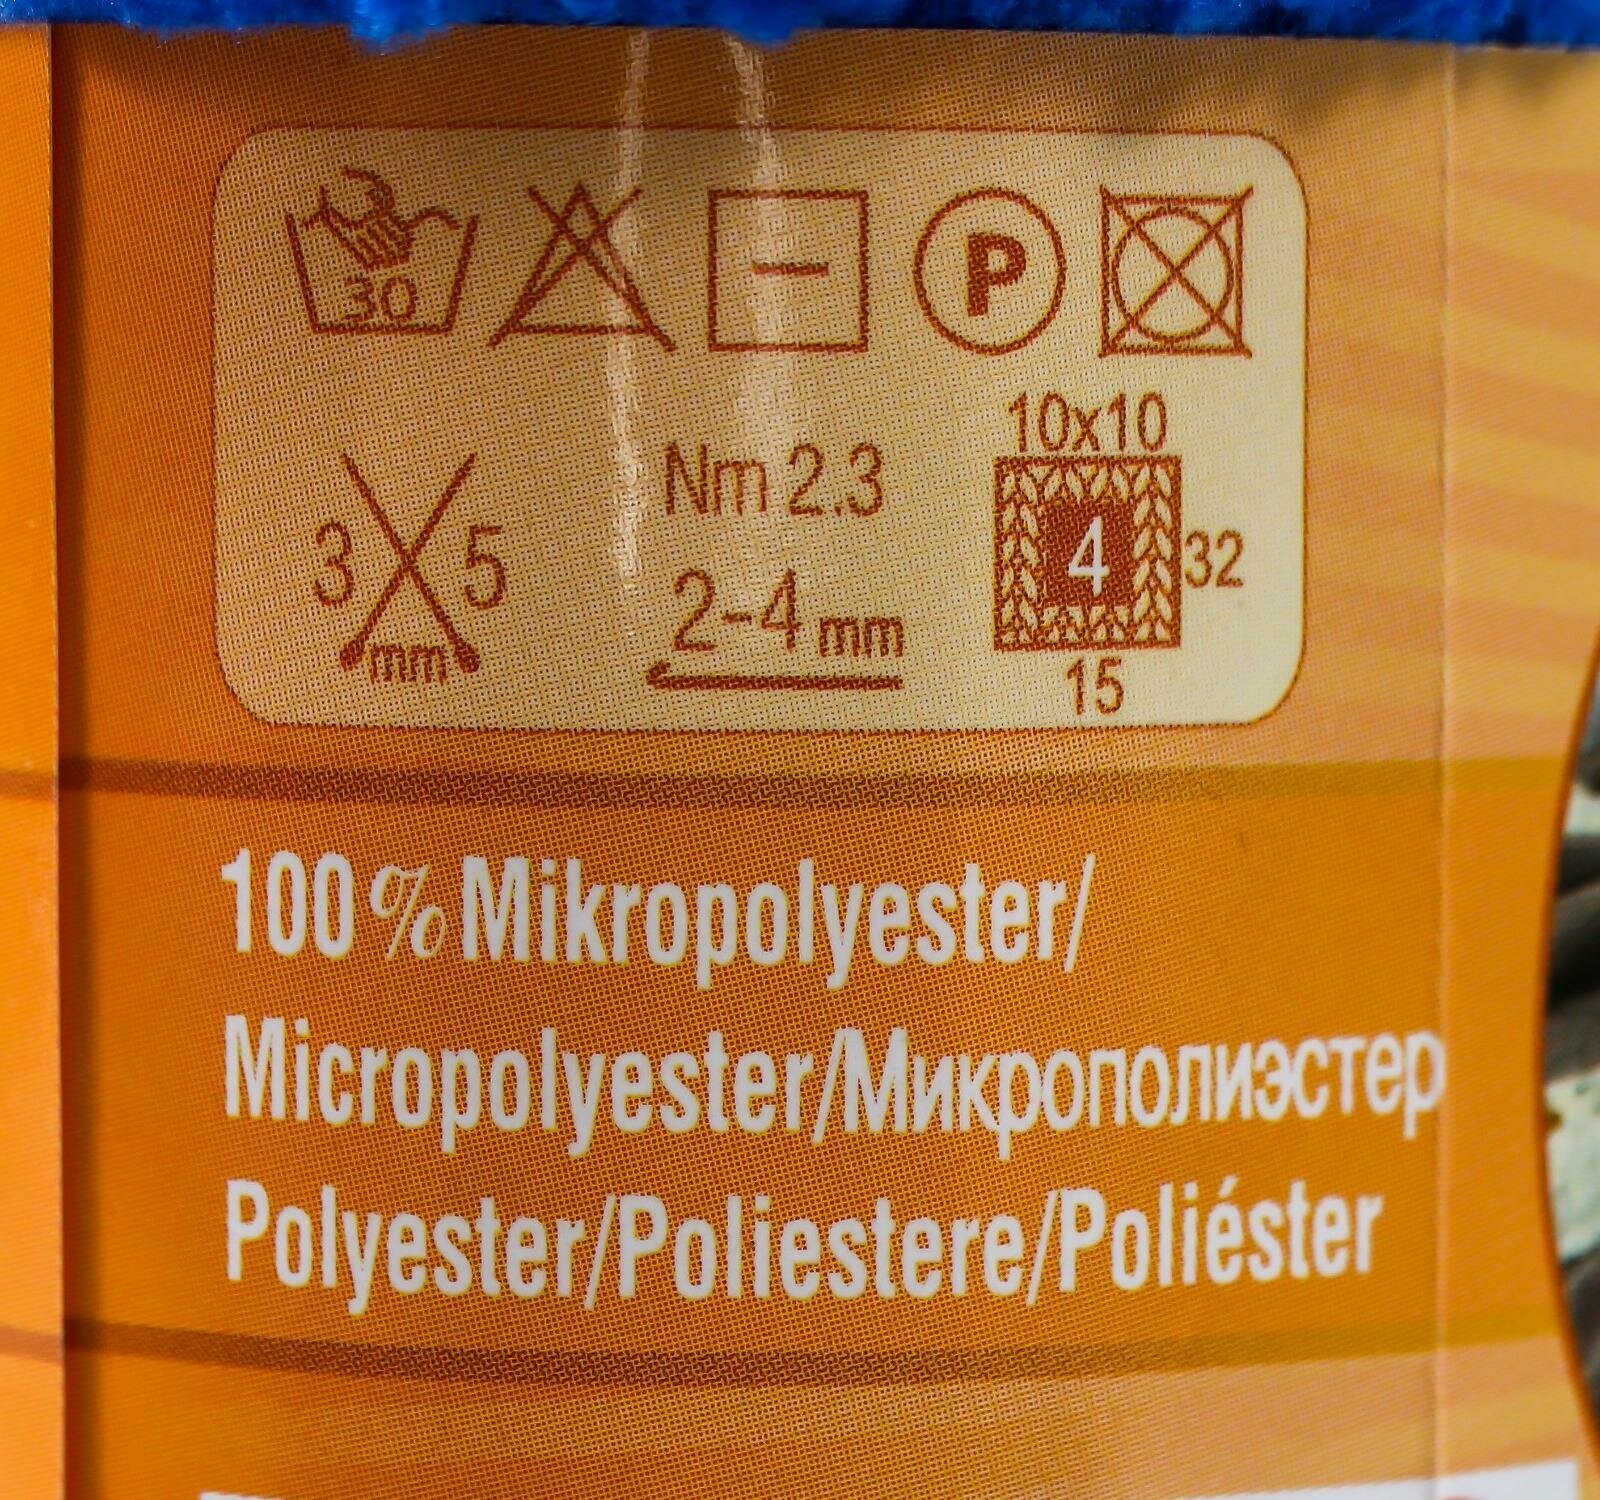 30 P
10x10
Nm 2.3
3 5 4 32
2-4 mm
mm
15
100% Mikropolyester/
Micropolyester/Микрополиэстер
Polyester/Poliestere/Poliéster